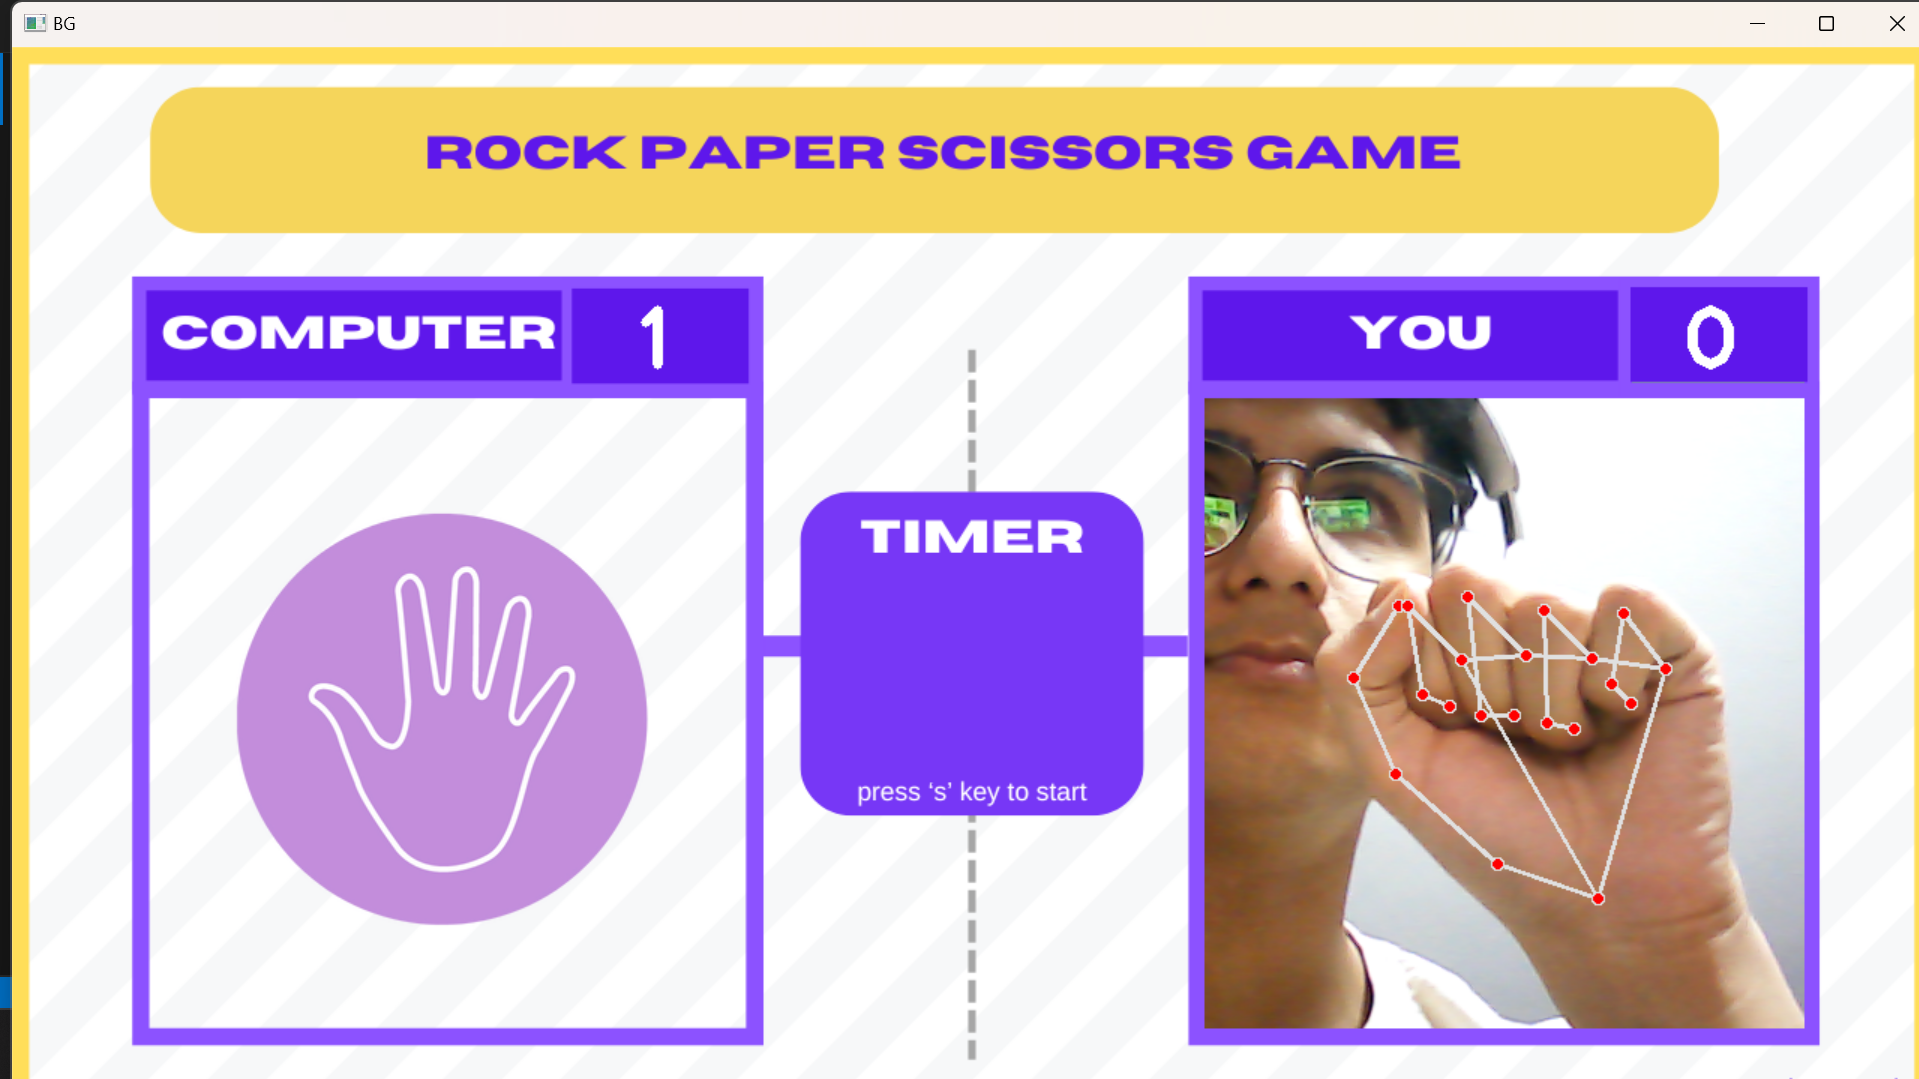 BG
ROCK PAPER SCISSORS GAME
COMPUTER 1
YOU 0
TIMER
press ‘s’ key to start